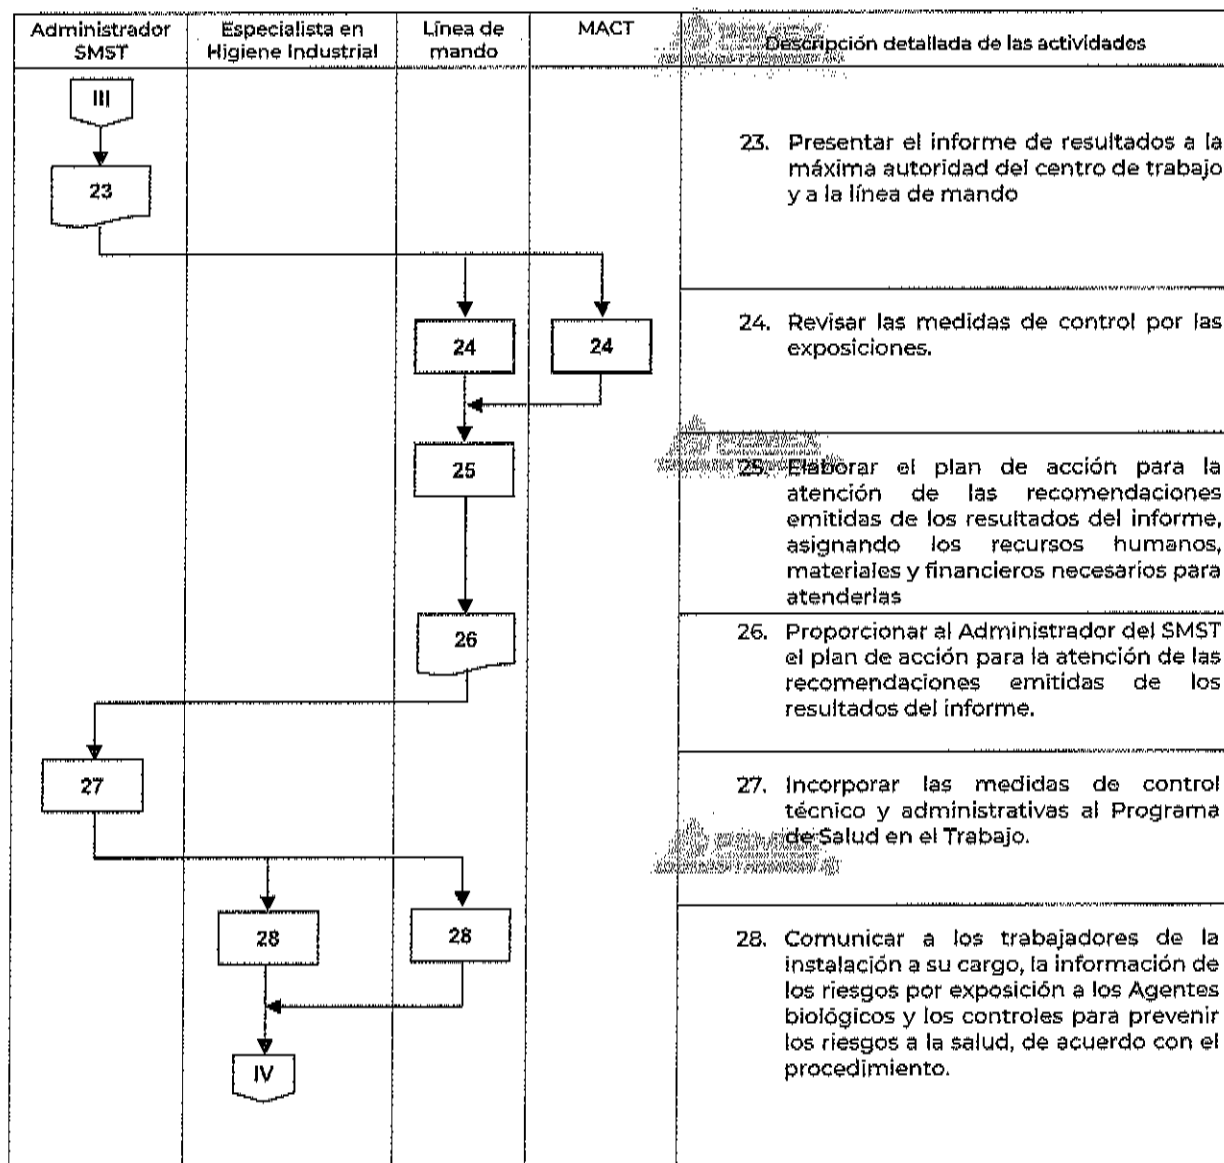 Administrador
SMST
Especialista en
Higiene Industrial
Línea de
mando
MACT
Descripción detallada de las actividades
III
23
23. Presentar el informe de resultados a la
máxima autoridad del centro de trabajo
y a la línea de mando
24
24
24. Revisar las medidas de control por las
exposiciones.
25
25. Elaborar el plan de acción para la
atención de las recomendaciones
emitidas de los resultados del informe,
asignando los recursos humanos,
materiales y financieros necesarios para
atenderlas
26
26. Proporcionar al Administrador del SMST
el plan de acción para la atención de las
recomendaciones emitidas de los
resultados del informe.
27
27. Incorporar las medidas de control
técnico y administrativas al Programa
de Salud en el Trabajo.
28
28
28. Comunicar a los trabajadores de la
instalación a su cargo, la información de
los riesgos por exposición a los Agentes
biológicos y los controles para prevenir
los riesgos a la salud, de acuerdo con el
procedimiento.
IV